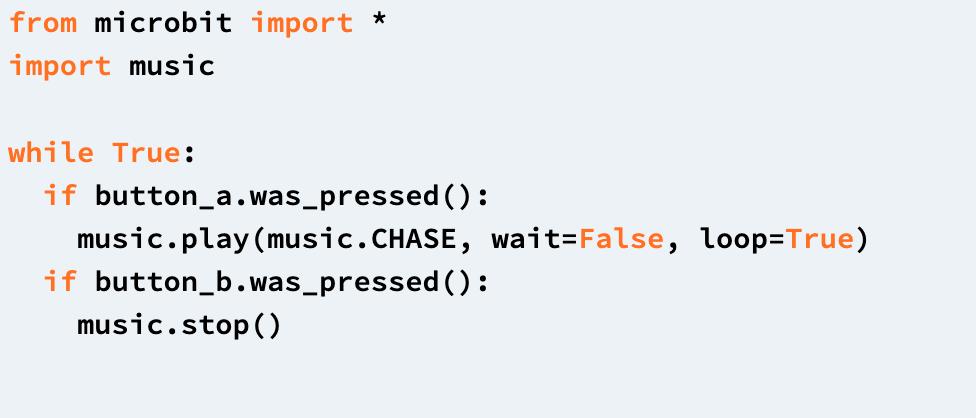 from microbit import *
import music
while True:
if button_a.was_pressed():
music.play(music.CHASE, wait=False, loop=True)
if button_b.was_pressed():
music.stop()